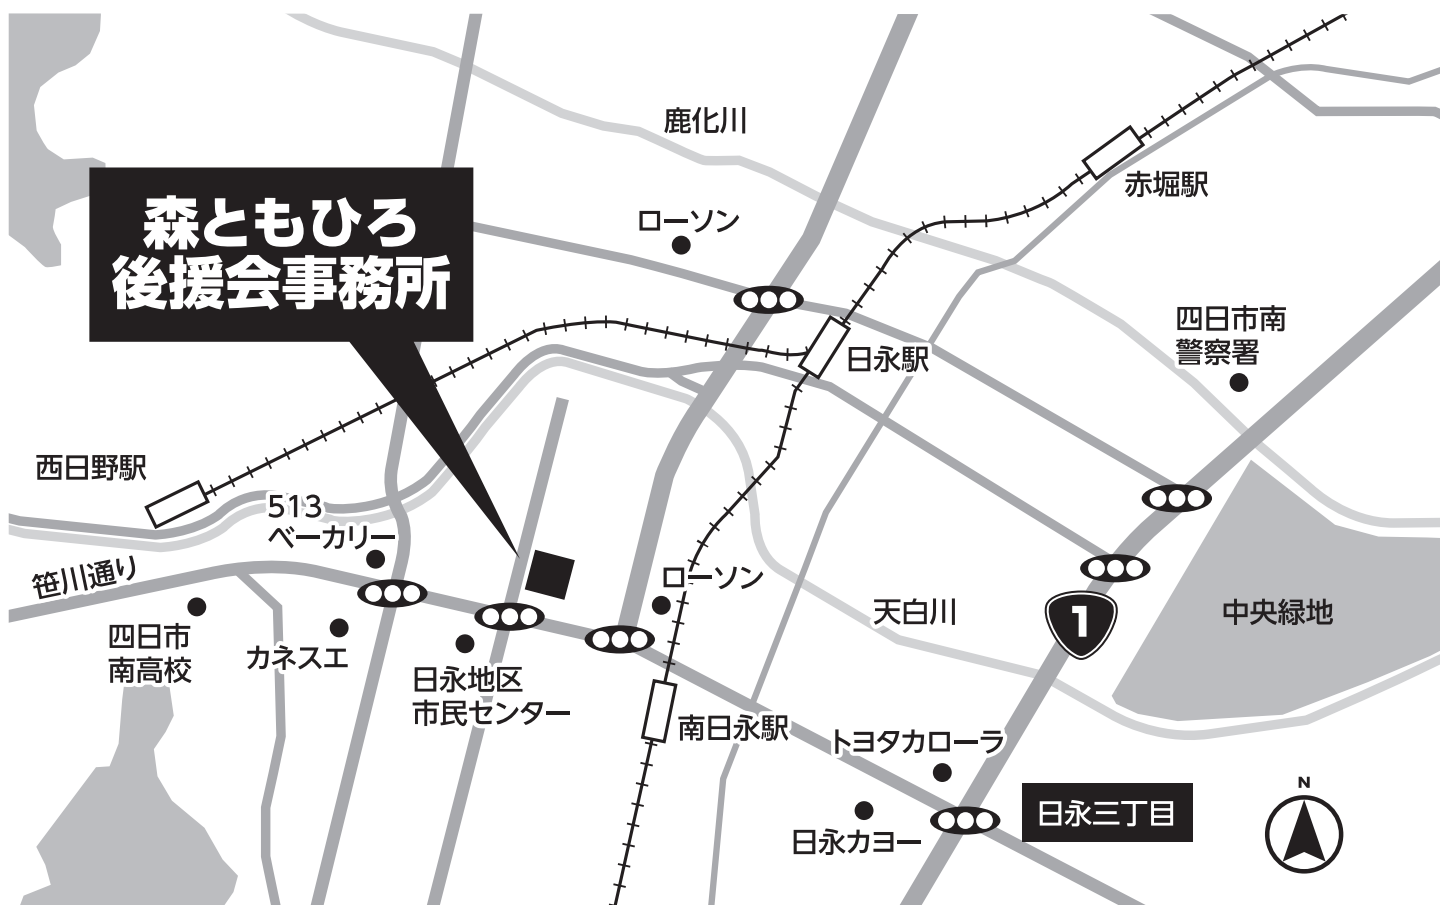 鹿化川
赤堀駅
森ともひろ
後援会事務所
ローソン
四日市南
警察署
日永駅
西日野駅
513
ベーカリー
笹川通り
ローソン
天白川
1
中央緑地
四日市
南高校
カネスエ
日永地区
市民センター
南日永駅
トヨタカローラ
N
日永三丁目
日永カヨー